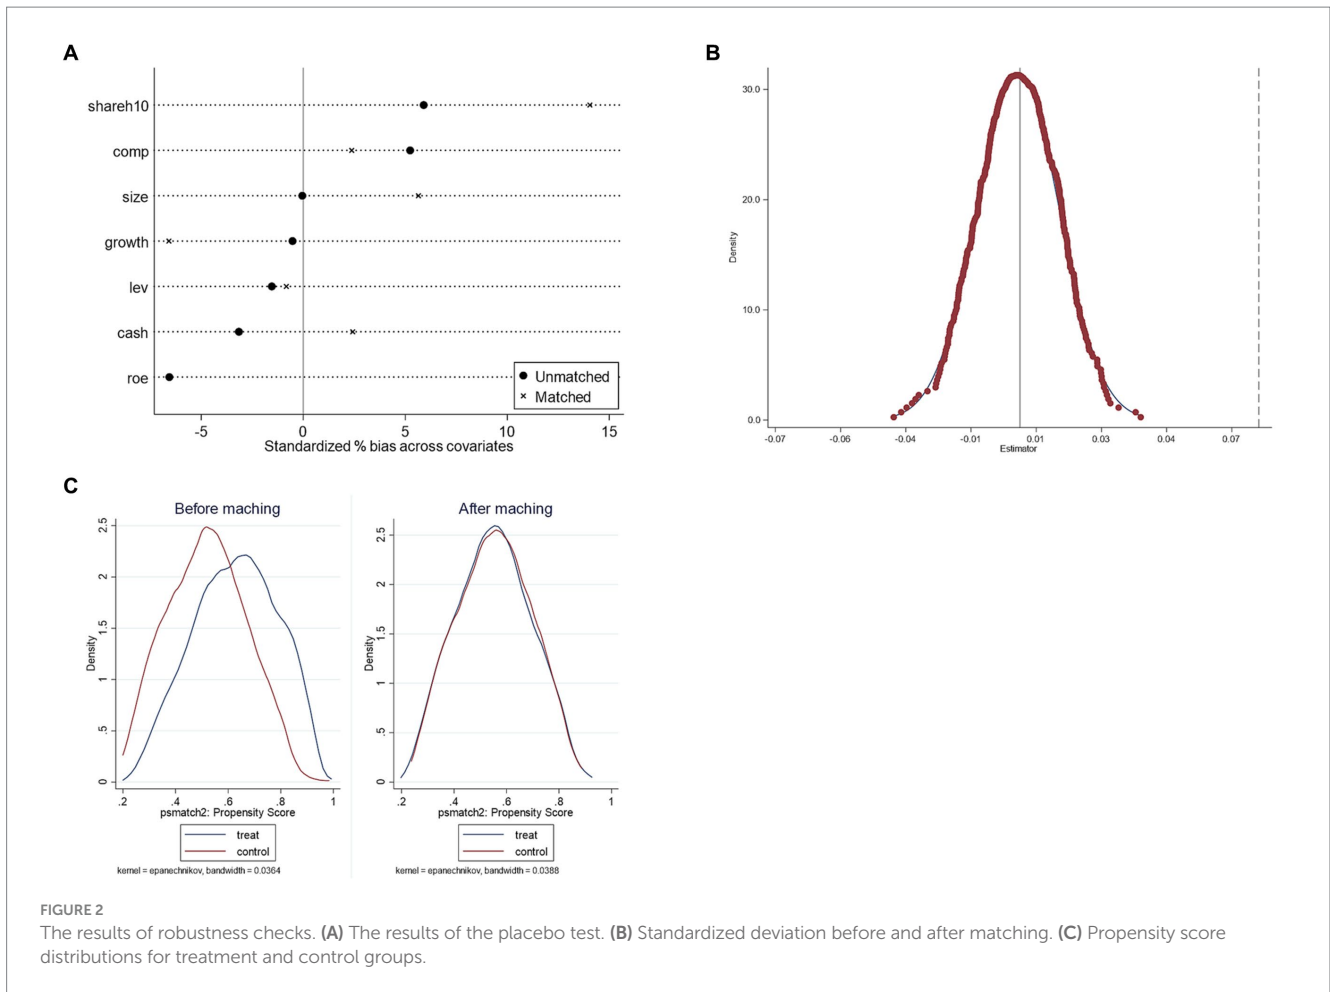 A
shareh10
comp
size
growth
lev
cash
roe
Unmatched
Matched
-5
0
5
10
15
Standardized % bias across covariates
B
30.0
20.0
10.0
0.0
Density
-0.07
-0.06
-0.04
-0.01
0.01
0.03
0.04
0.07
Estimator
C
Before maching
2.5
2
1.5
1
.5
0
Density
.2
.4
.6
.8
1
psmatch2: Propensity Score
treat
control
kernel = epanechnikov, bandwidth = 0.0364
After maching
2.5
2
1.5
1
.5
0
Density
.2
.4
.6
.8
1
psmatch2: Propensity Score
treat
control
kernel = epanechnikov, bandwidth = 0.0388
FIGURE 2
The results of robustness checks. (A) The results of the placebo test. (B) Standardized deviation before and after matching. (C) Propensity score
distributions for treatment and control groups.